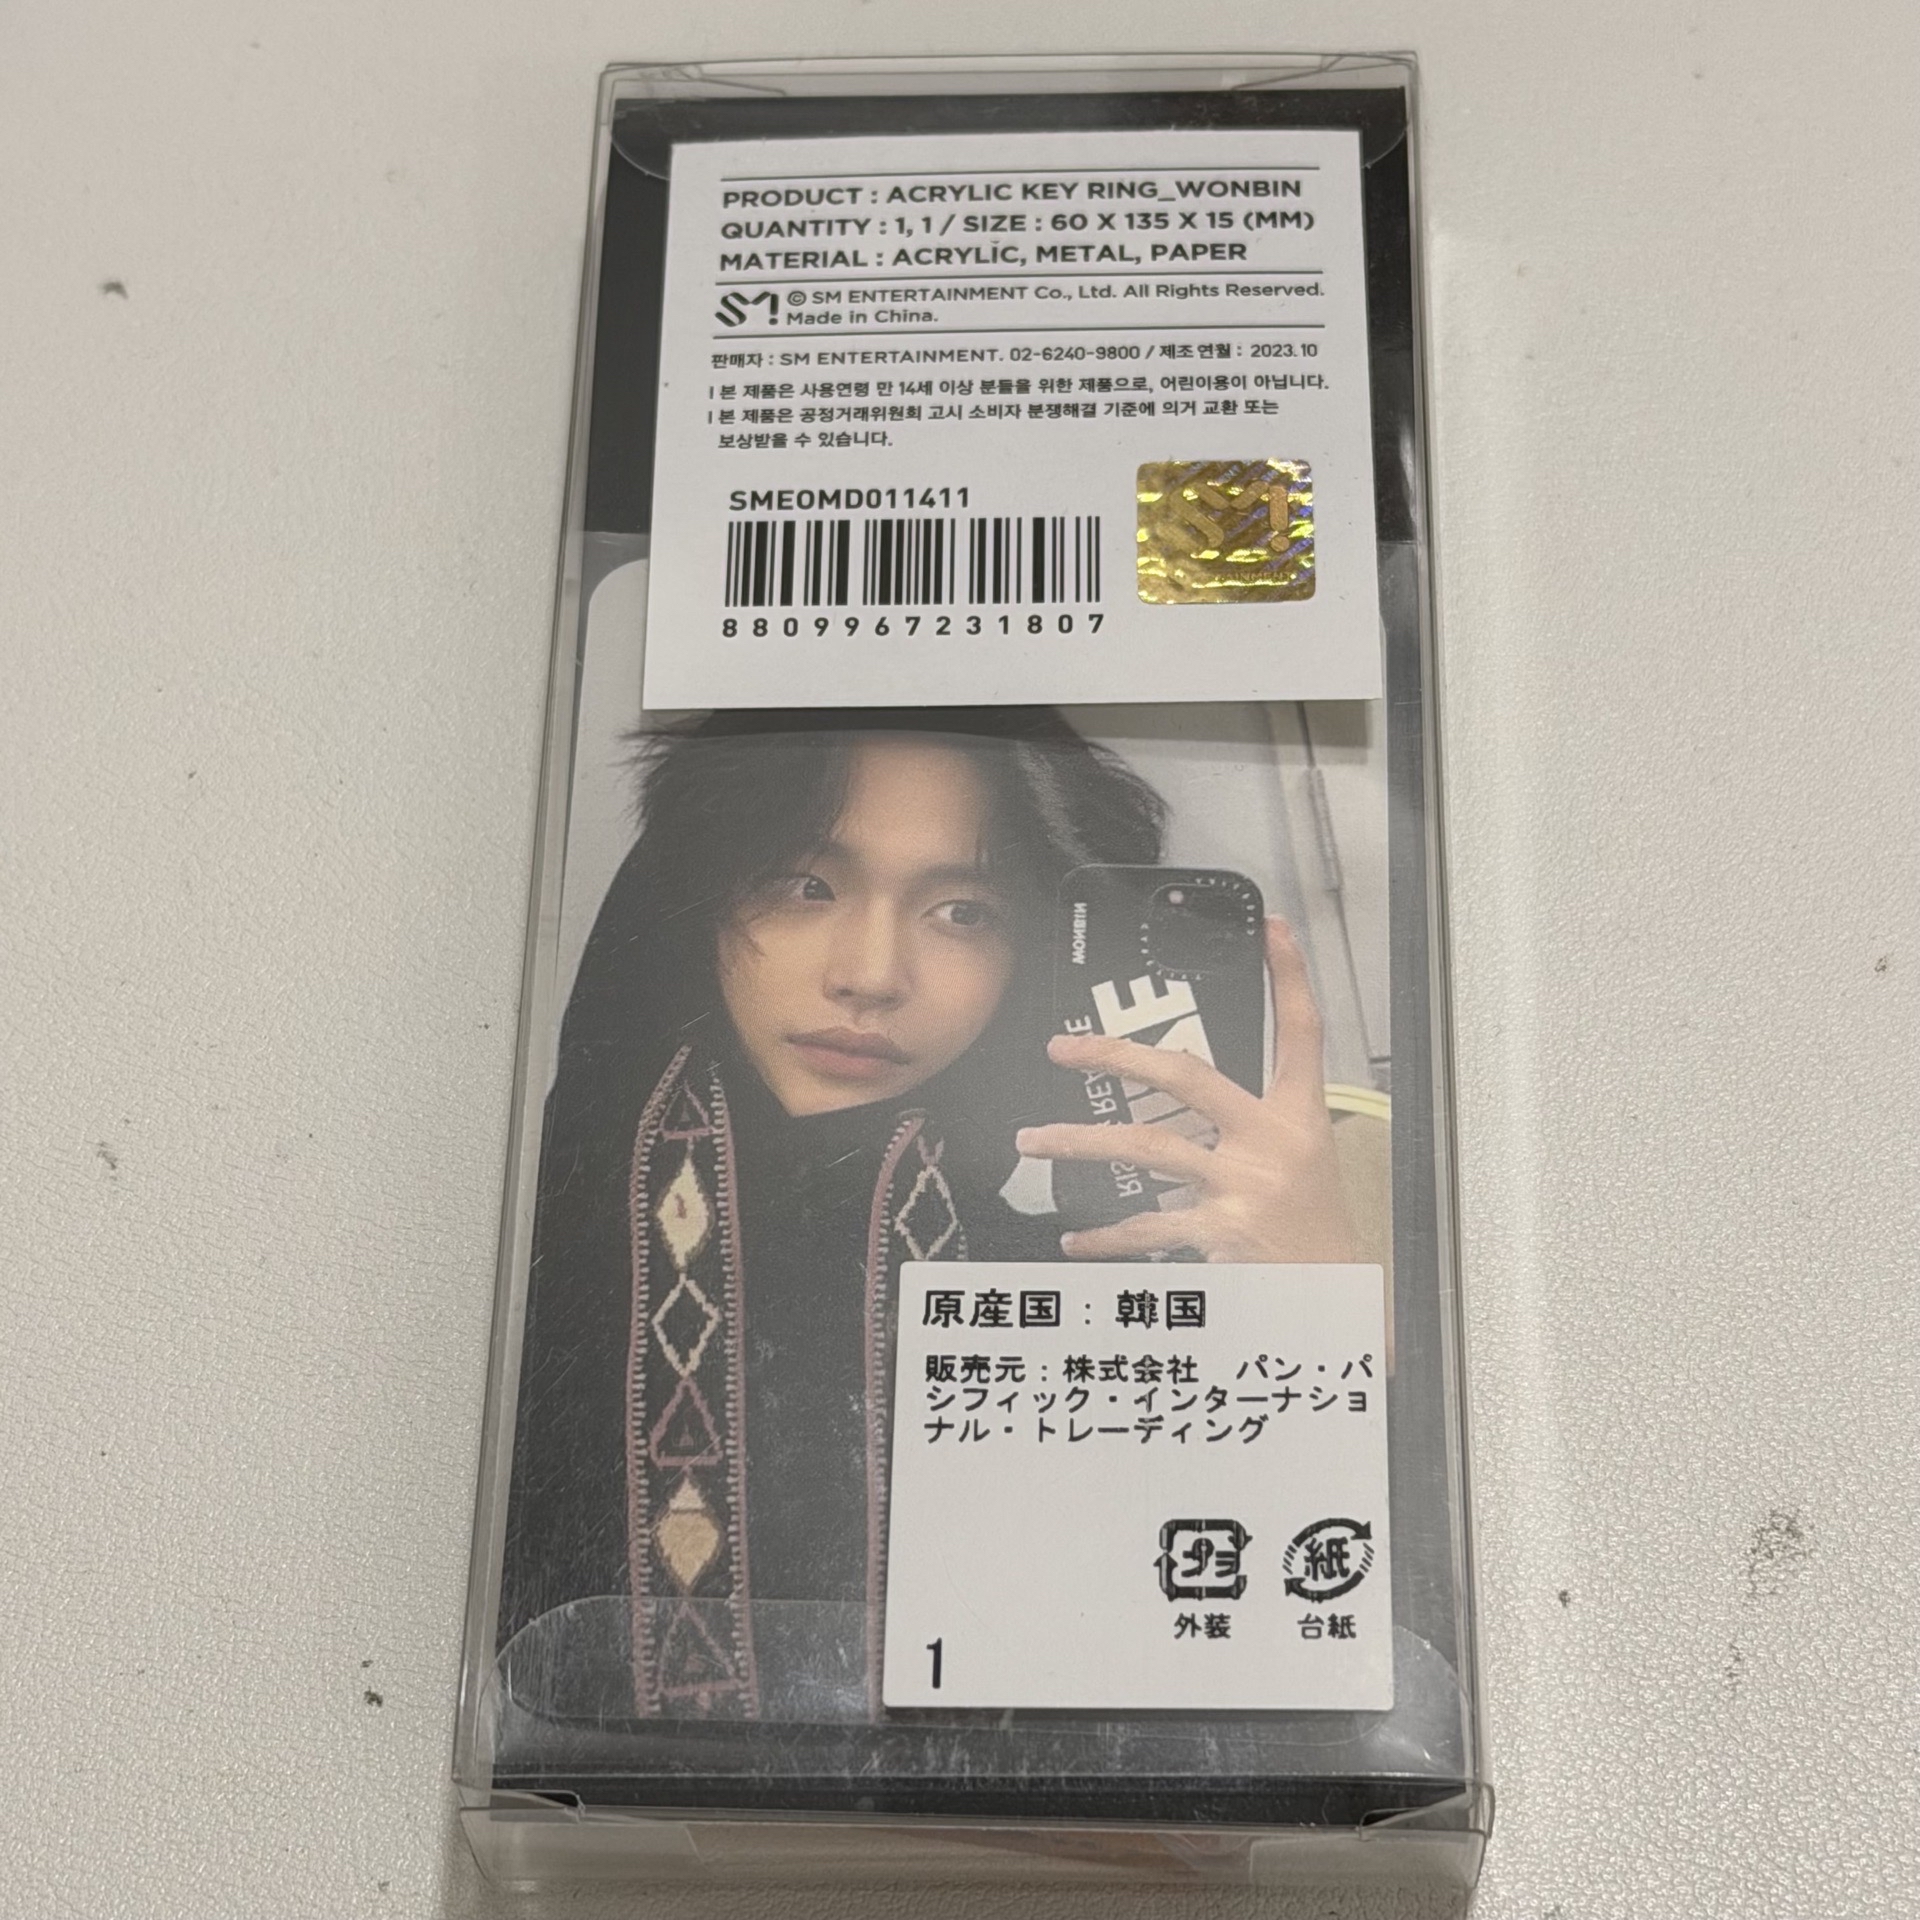 PRODUCT : ACRYLIC KEY RING_WONBIN
QUANTITY : 1, 1 / SIZE : 60 X 135 X 15 (MM)
MATERIAL : ACRYLIC, METAL, PAPER
SM! © SM ENTERTAINMENT Co., Ltd. All Rights Reserved.
Made in China.
판매자 : SM ENTERTAINMENT. 02-6240-9800 / 제조 연월 : 2023.10
| 본 제품은 사용연령 만 14세 이상 분들을 위한 제품으로, 어린이용이 아닙니다.
| 본 제품은 공정거래위원회 고시 소비자 분쟁해결 기준에 의거 교환 또는
보상받을 수 있습니다.
SMEOMD011411
8809967231807
SM!
WONBIN
原産国：韓国
販売元：株式会社　パン・パ
シフィック・インターナショ
ナル・トレーディング
プラ
外装
紙
台紙
1